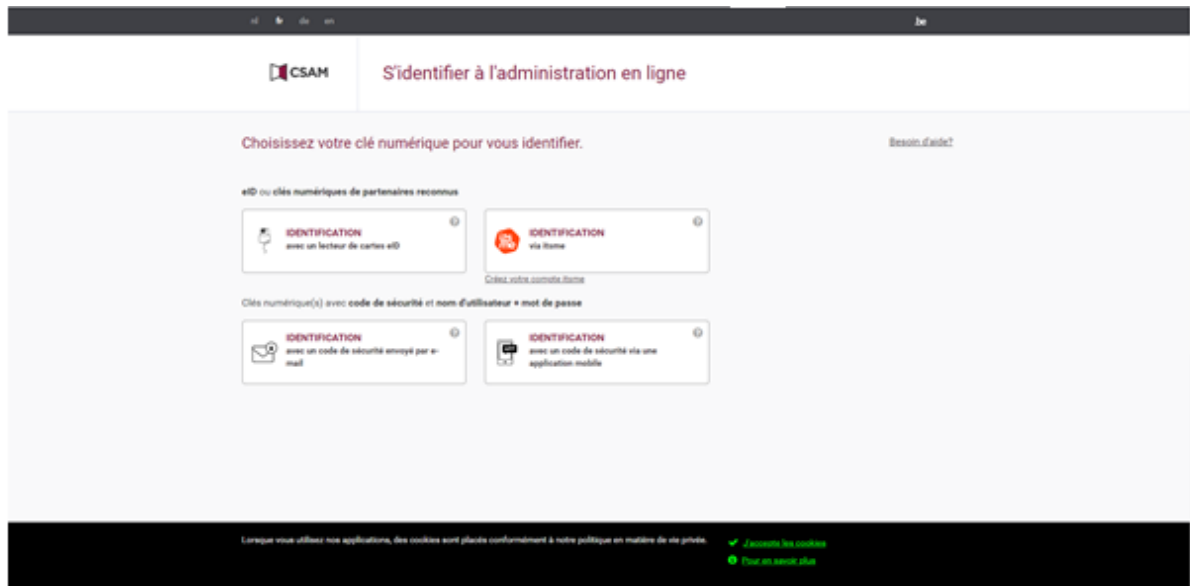 nl fr de en
.be
CSAM
S'identifier à l'administration en ligne
Choisissez votre clé numérique pour vous identifier.
Besoin d'aide?
eID ou clés numériques de partenaires reconnus
IDENTIFICATION
avec un lecteur de cartes eID
IDENTIFICATION
via itsme
Créez votre compte itsme
Clés numérique(s) avec code de sécurité et nom d'utilisateur + mot de passe
IDENTIFICATION
avec un code de sécurité envoyé par e-
mail
IDENTIFICATION
avec un code de sécurité via une
application mobile
Lorsque vous utilisez nos applications, des cookies sont placés conformément à notre politique en matière de vie privée.
J'accepte les cookies
Pour en savoir plus